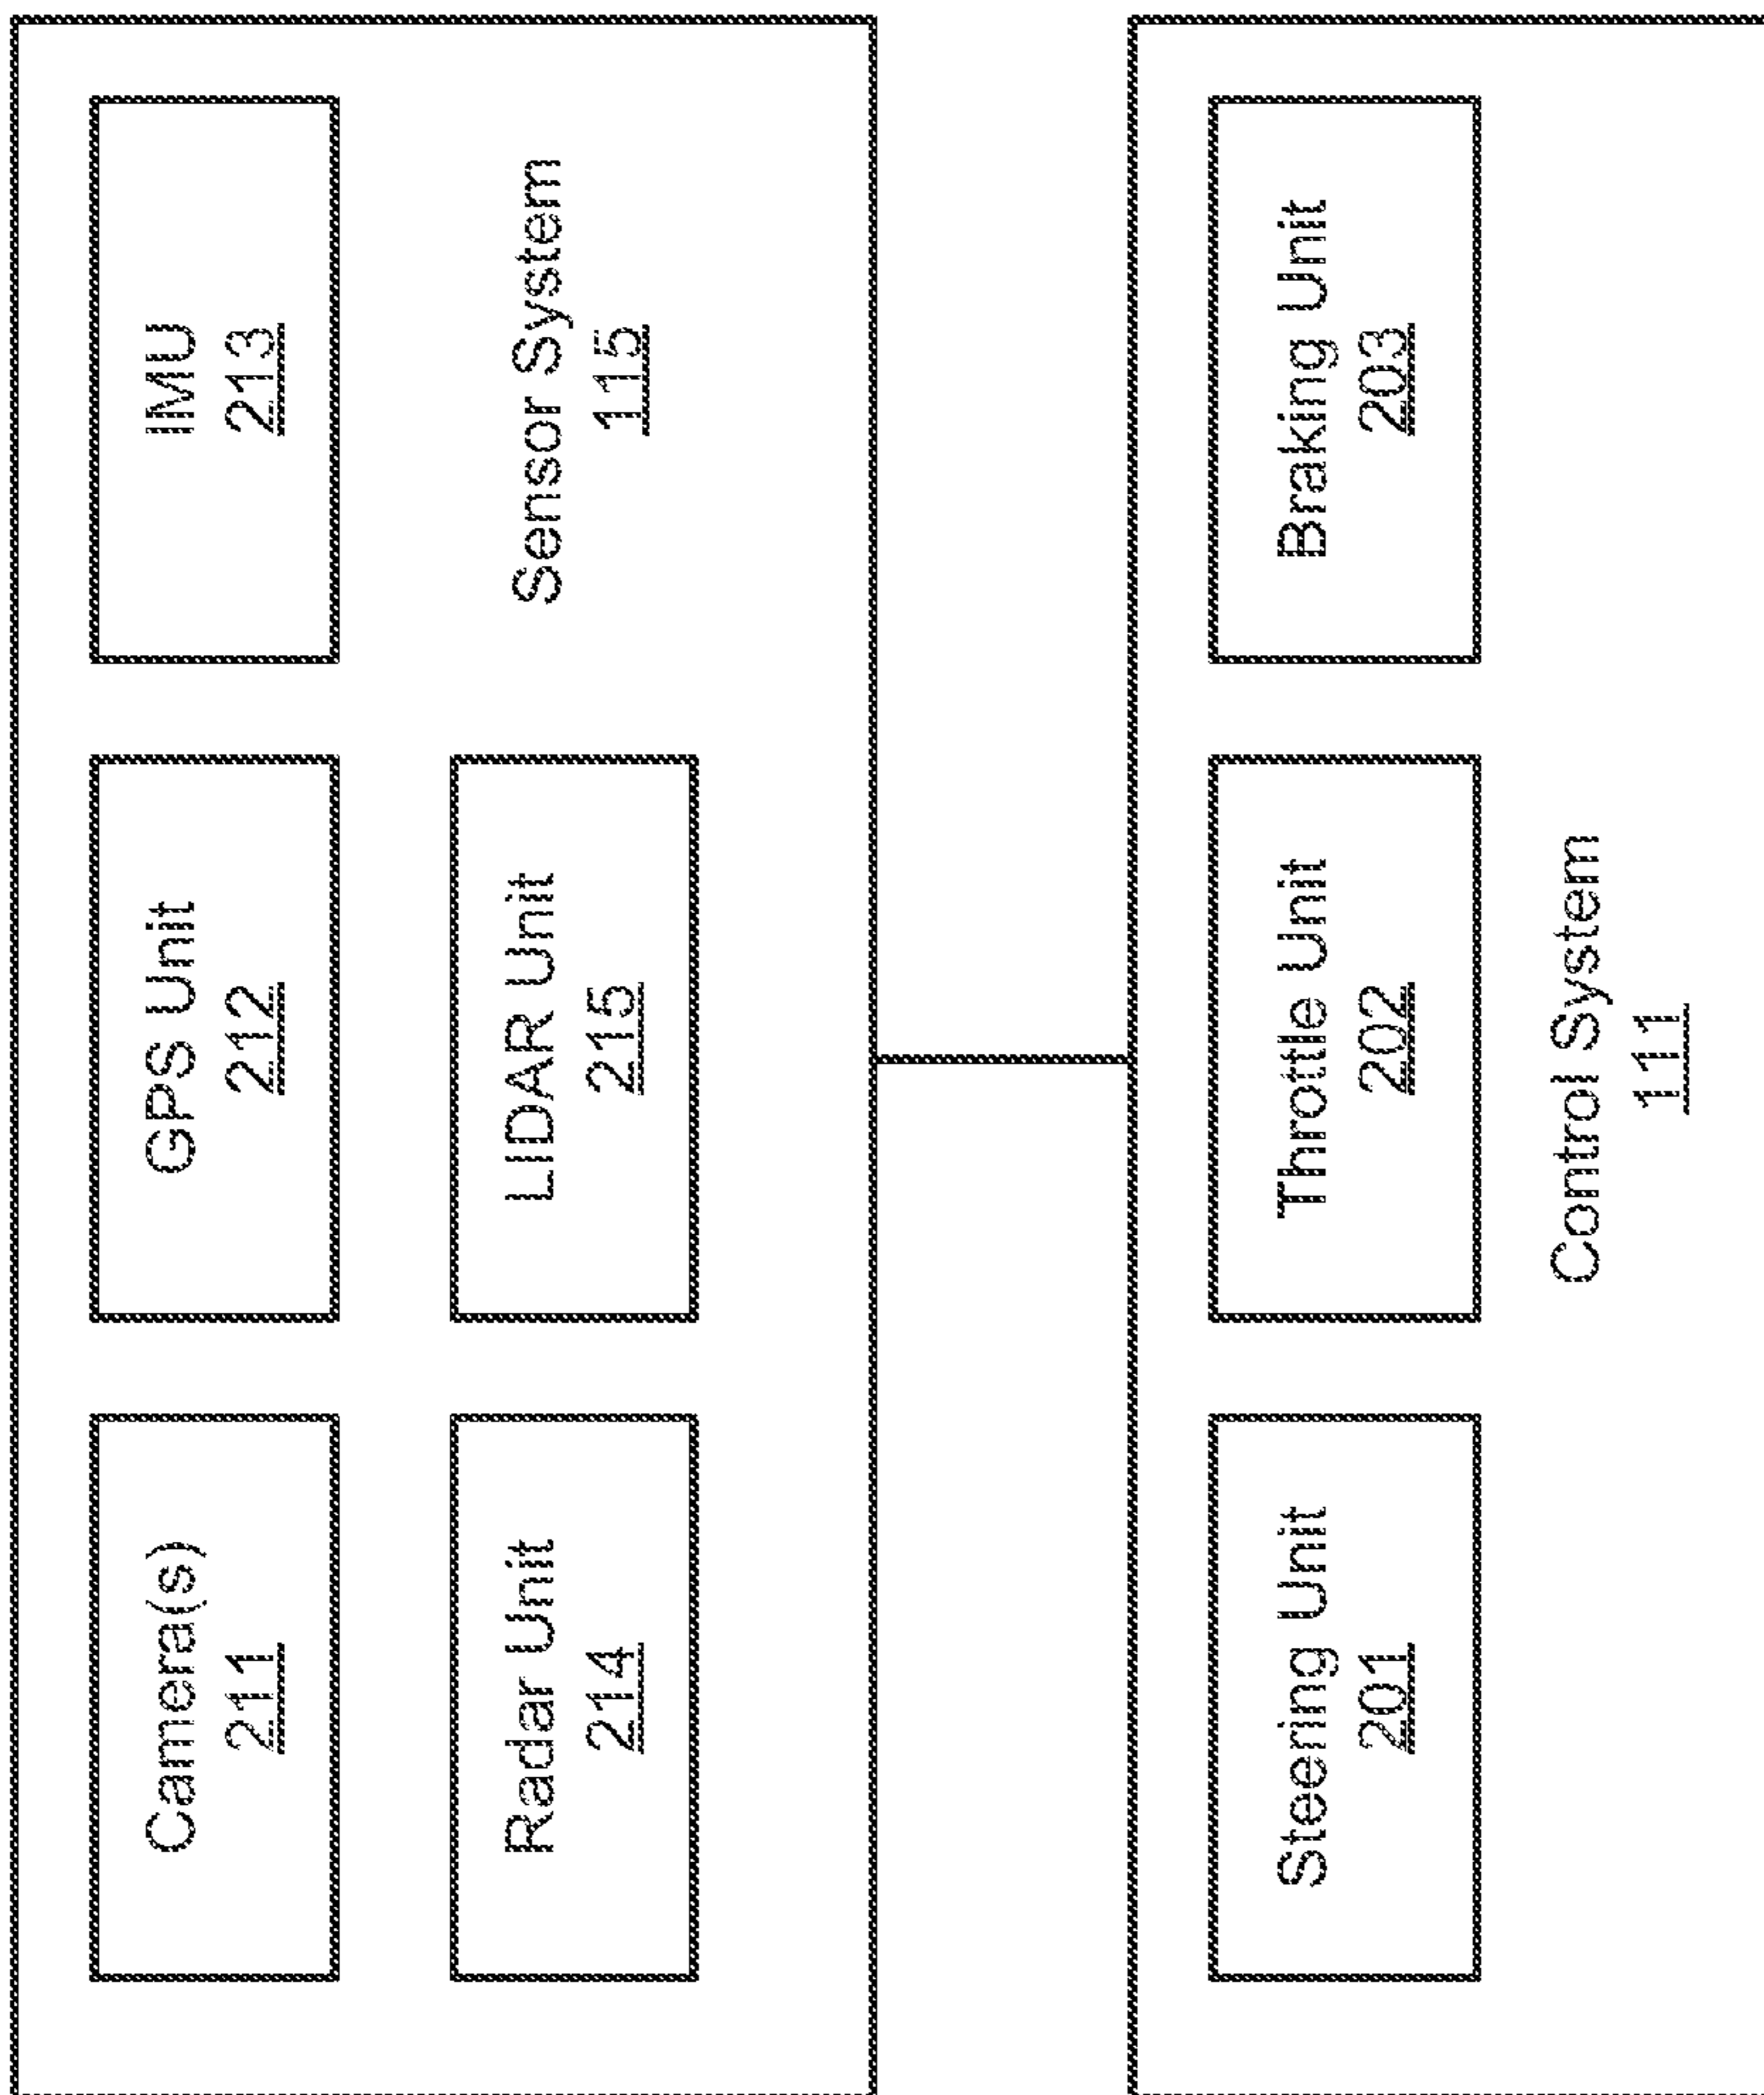 Camera(s)
211
GPS Unit
212
IMU
213
Radar Unit
214
LIDAR Unit
215
Sensor System
115
Steering Unit
201
Throttle Unit
202
Braking Unit
203
Control System
111